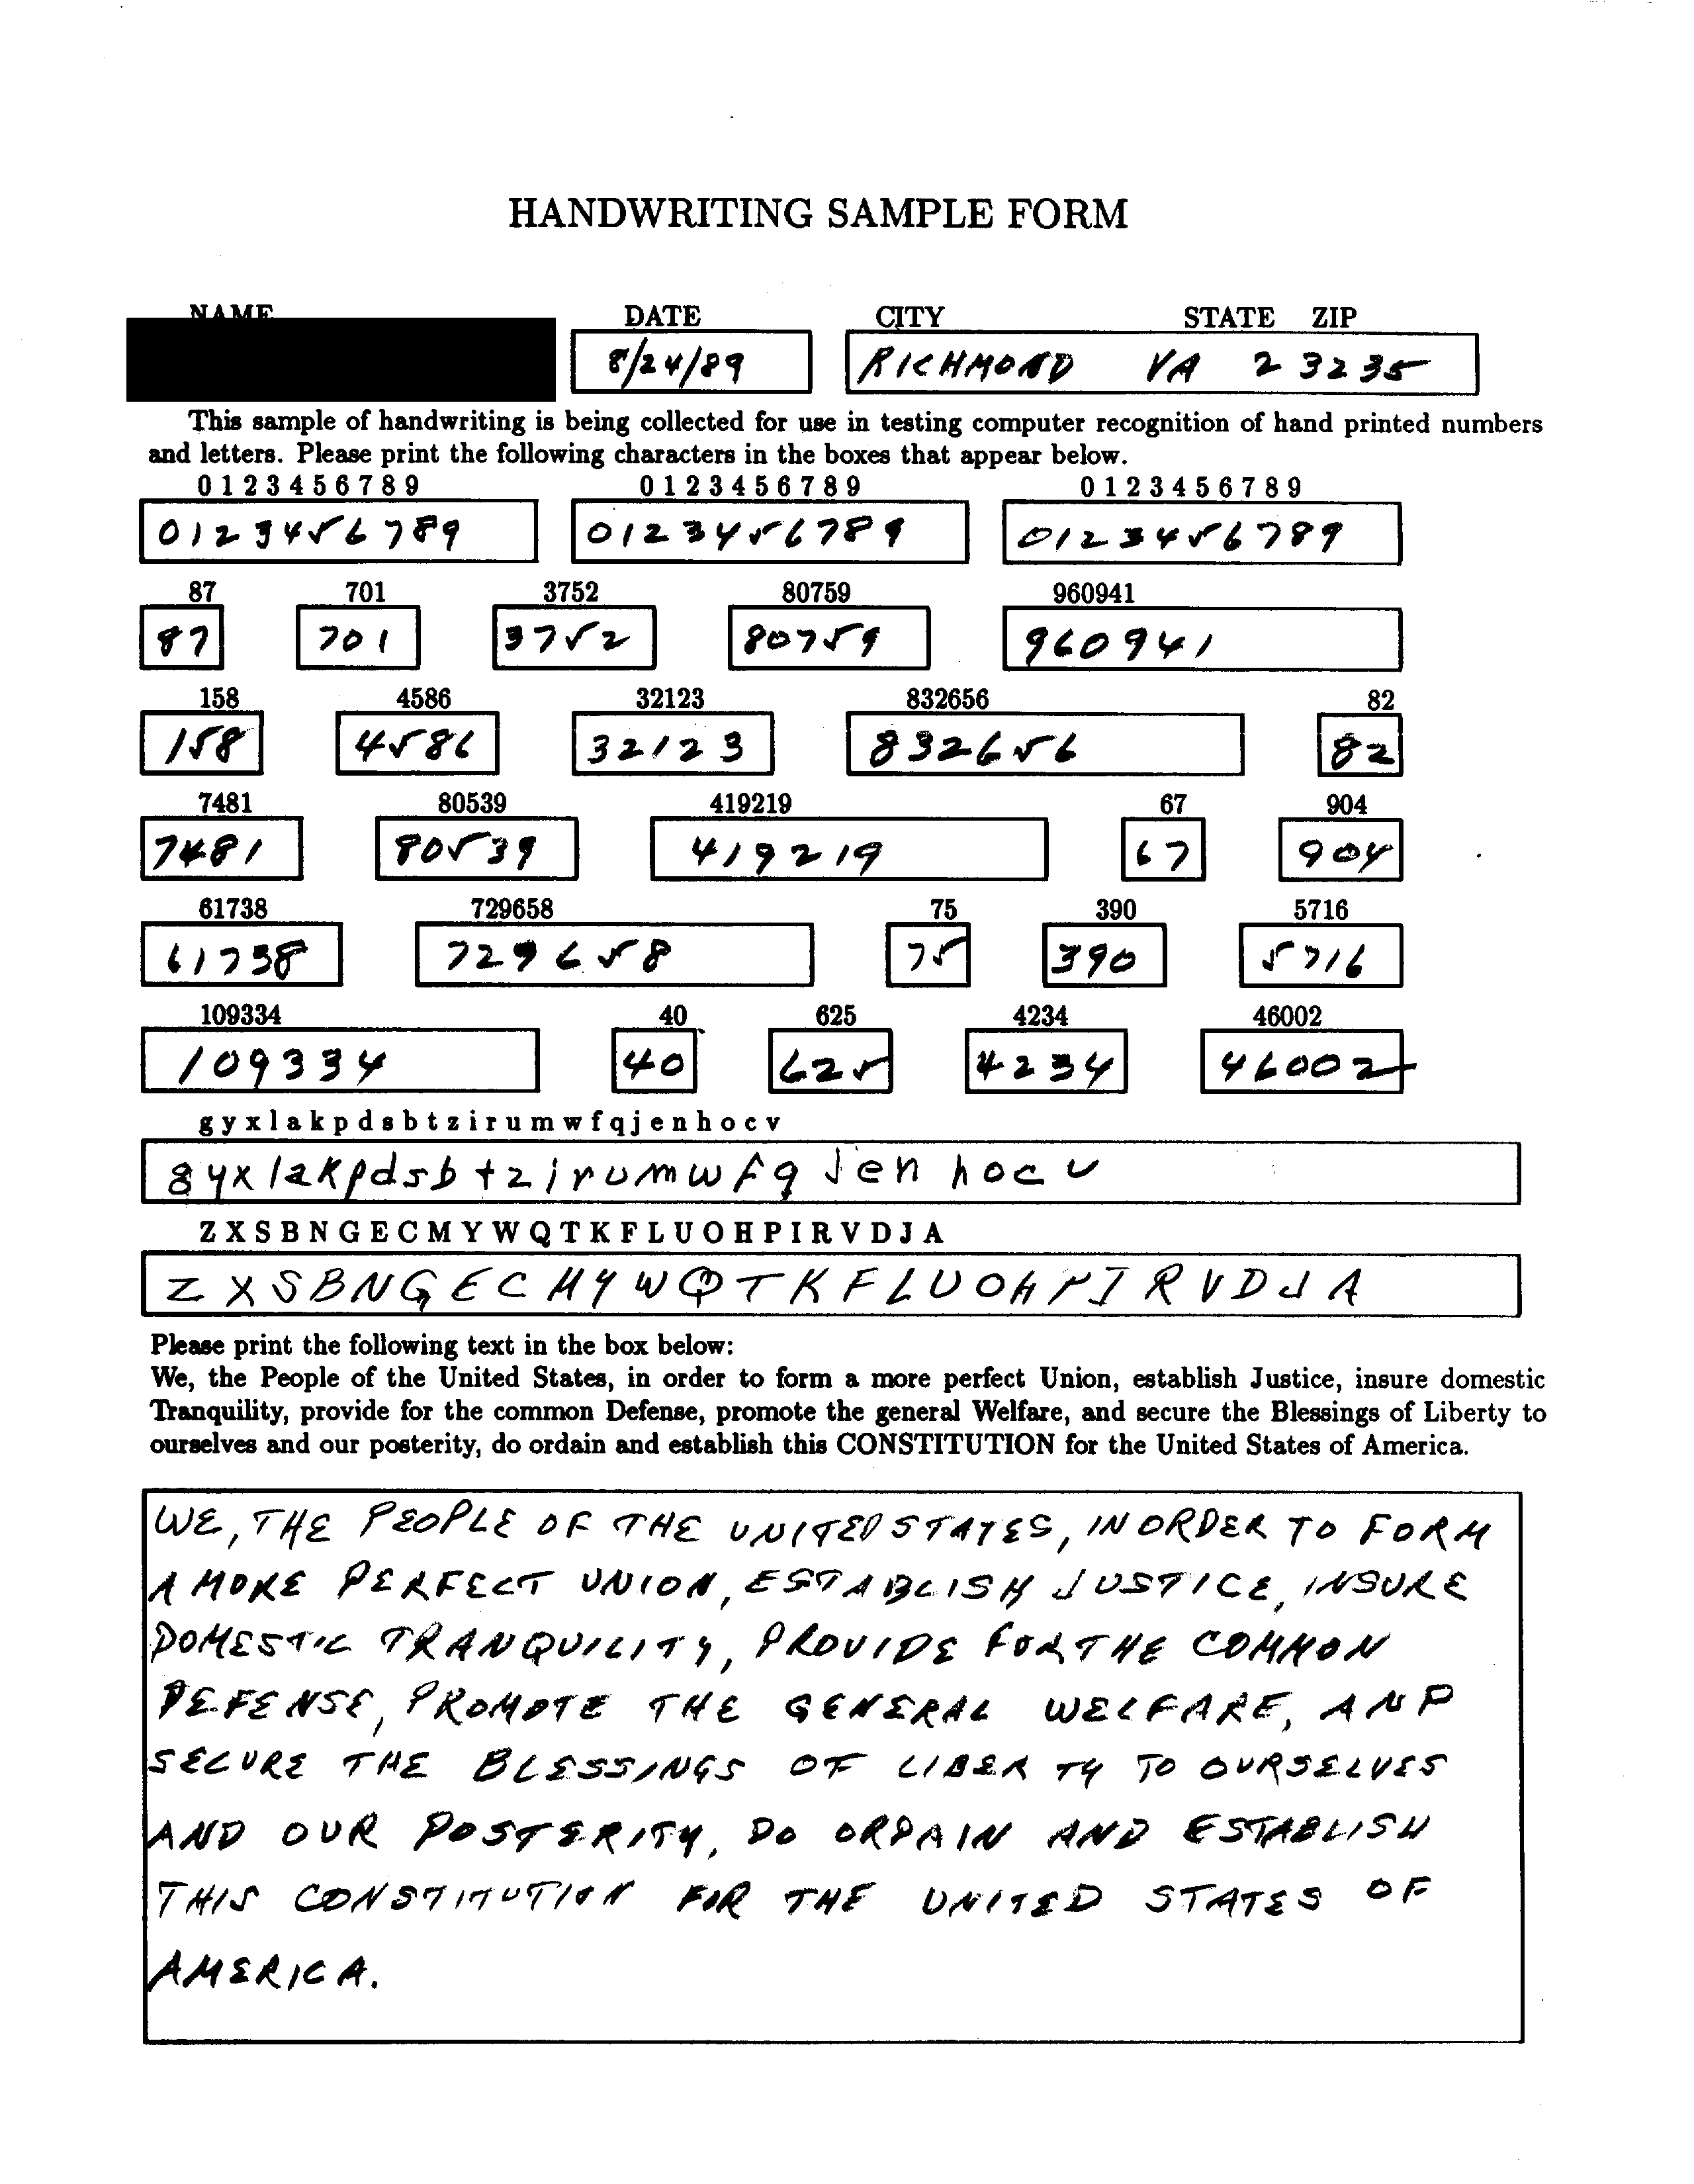 HANDWRITING SAMPLE FORM
NAME DATE CITY STATE ZIP
8/24/89 RICHMOND VA 23235
This sample of handwriting is being collected for use in testing computer recognition of hand printed numbers
and letters. Please print the following characters in the boxes that appear below.
0 1 2 3 4 5 6 7 8 9 0 1 2 3 4 5 6 7 8 9 0 1 2 3 4 5 6 7 8 9
0123456789 0123456789 0123456789
87 701 3752 80759 960941
87 701 3752 80759 960941
158 4586 32123 832656 82
158 4586 32123 832656 82
7481 80539 419219 67 904
7481 80539 419219 67 904
61738 729658 75 390 5716
61738 729658 75 390 5716
109334 40 625 4234 46002
109334 40 625 4234 46002
g y x l a k p d s b t z i r u m w f q j e n h o c v
gyxlakpdsbtzirumwfqjenhocv
Z X S B N G E C M Y W Q T K F L U O H P I R V D J A
Z X S B N G E C M Y W Q T K F L U O H P I R V D J A
Please print the following text in the box below:
We, the People of the United States, in order to form a more perfect Union, establish Justice, insure domestic
Tranquility, provide for the common Defense, promote the general Welfare, and secure the Blessings of Liberty to
ourselves and our posterity, do ordain and establish this CONSTITUTION for the United States of America.
WE, THE PEOPLE OF THE UNITED STATES, IN ORDER TO FORM
A MORE PERFECT UNION, ESTABLISH JUSTICE, INSURE
DOMESTIC TRANQUILITY, PROVIDE FOR THE COMMON
DEFENSE, PROMOTE THE GENERAL WELFARE, AND
SECURE THE BLESSINGS OF LIBERTY TO OURSELVES
AND OUR POSTERITY, DO ORDAIN AND ESTABLISH
THIS CONSTITUTION FOR THE UNITED STATES OF
AMERICA.